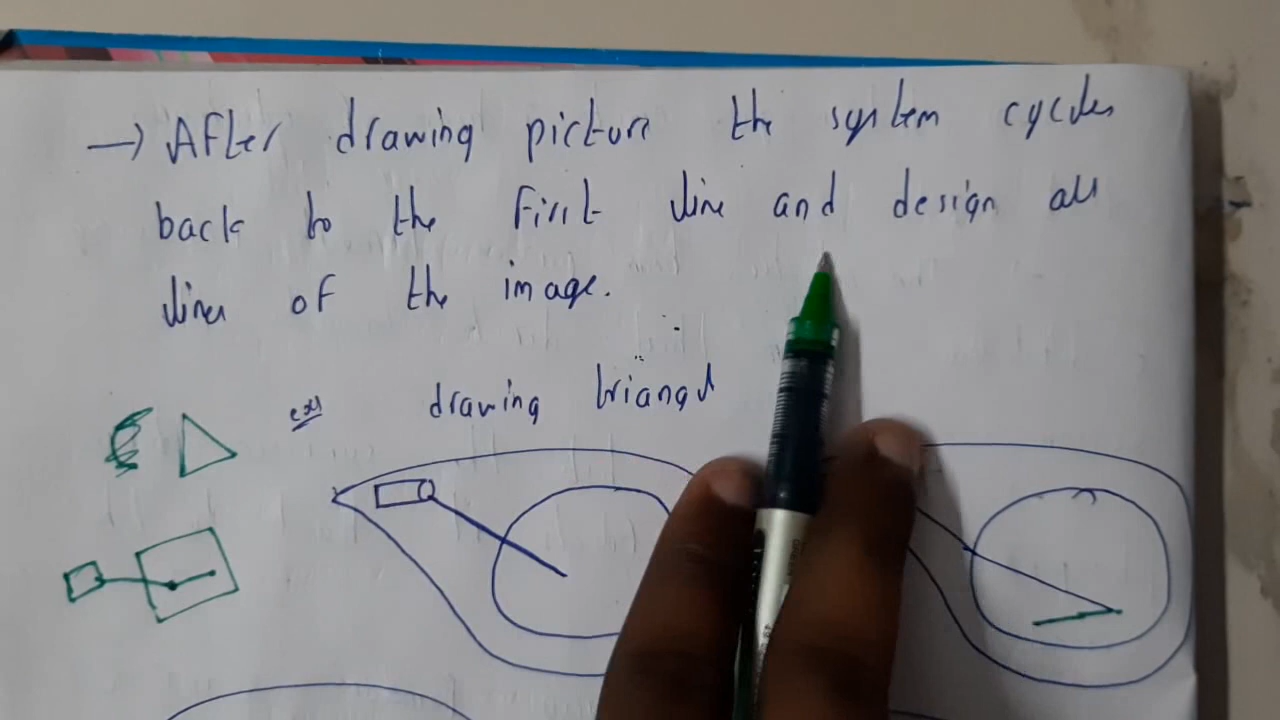 → After drawing picture the system cycles
back to the first line and design all
lines of the image.
ex:
drawing triangle